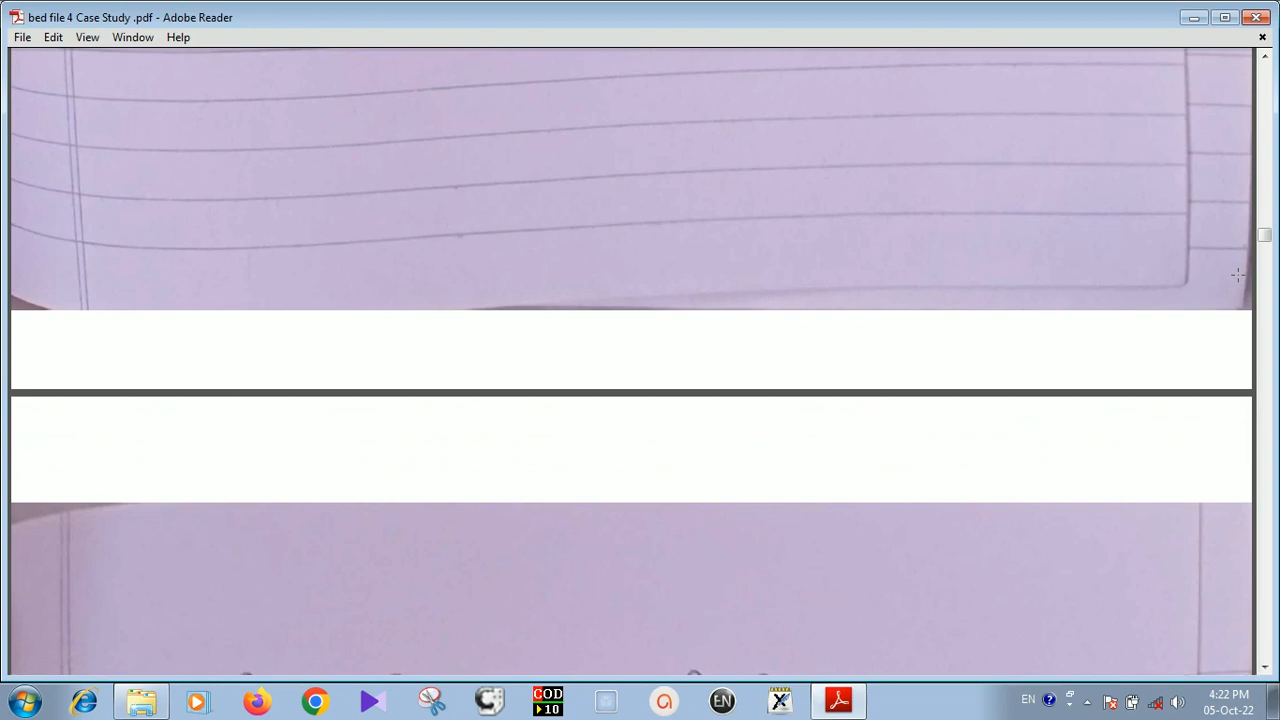 bed file 4 Case Study .pdf - Adobe Reader
File Edit View Window Help
COD
10
EN
X
EN
4:22 PM
05-Oct-22